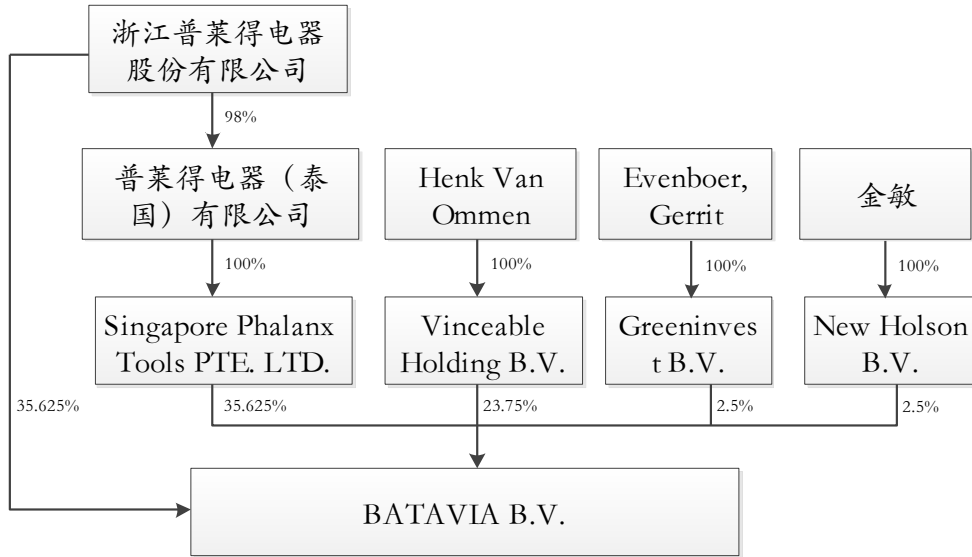 浙江普莱得电器
股份有限公司
98%
普莱得电器（泰
国）有限公司
Henk Van
Ommen
Evenboer,
Gerrit
金敏
100%
100%
100%
100%
Singapore Phalanx
Tools PTE. LTD.
Vinceable
Holding B.V.
Greeninves
t B.V.
New Holson
B.V.
35.625%
35.625%
23.75%
2.5%
2.5%
BATAVIA B.V.